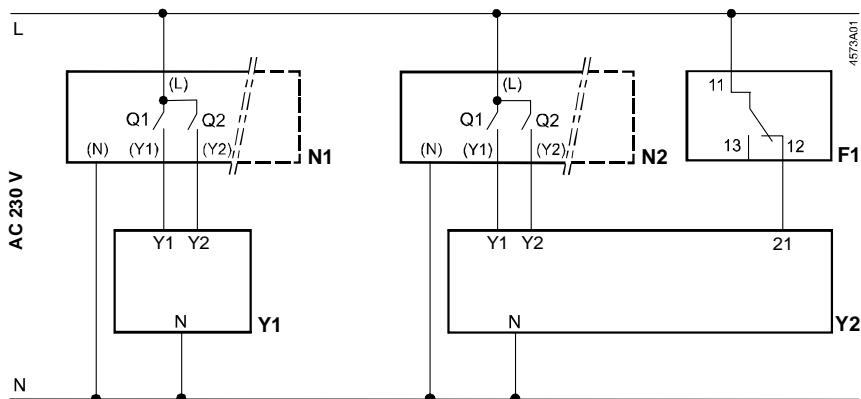 L
4573A01
(L)
(L)
11
Q1
Q2
Q1
Q2
(N)
(Y1)
(Y2)
N1
(N)
(Y1)
(Y2)
N2
13
12
F1
AC 230 V
Y1
Y2
Y1
Y2
21
N
Y1
N
Y2
N